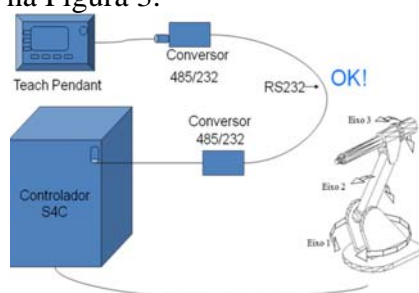 na Figura 3.
Conversor
485/232
Teach Pendant
RS232
OK!
Conversor
485/232
Controlador
S4C
Eixo 3
Eixo 2
Eixo 1